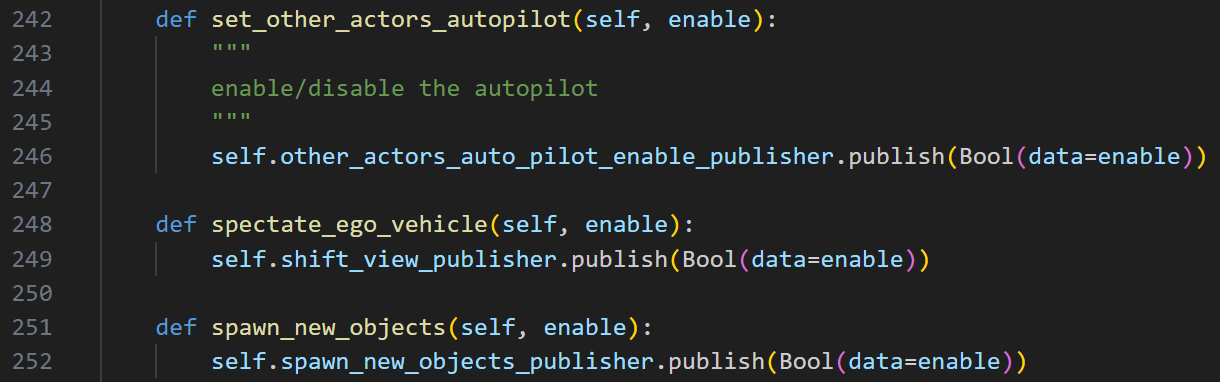 242 def set_other_actors_autopilot(self, enable):
243 """
244 enable/disable the autopilot
245 """
246 self.other_actors_auto_pilot_enable_publisher.publish(Bool(data=enable))
247
248 def spectate_ego_vehicle(self, enable):
249 self.shift_view_publisher.publish(Bool(data=enable))
250
251 def spawn_new_objects(self, enable):
252 self.spawn_new_objects_publisher.publish(Bool(data=enable))